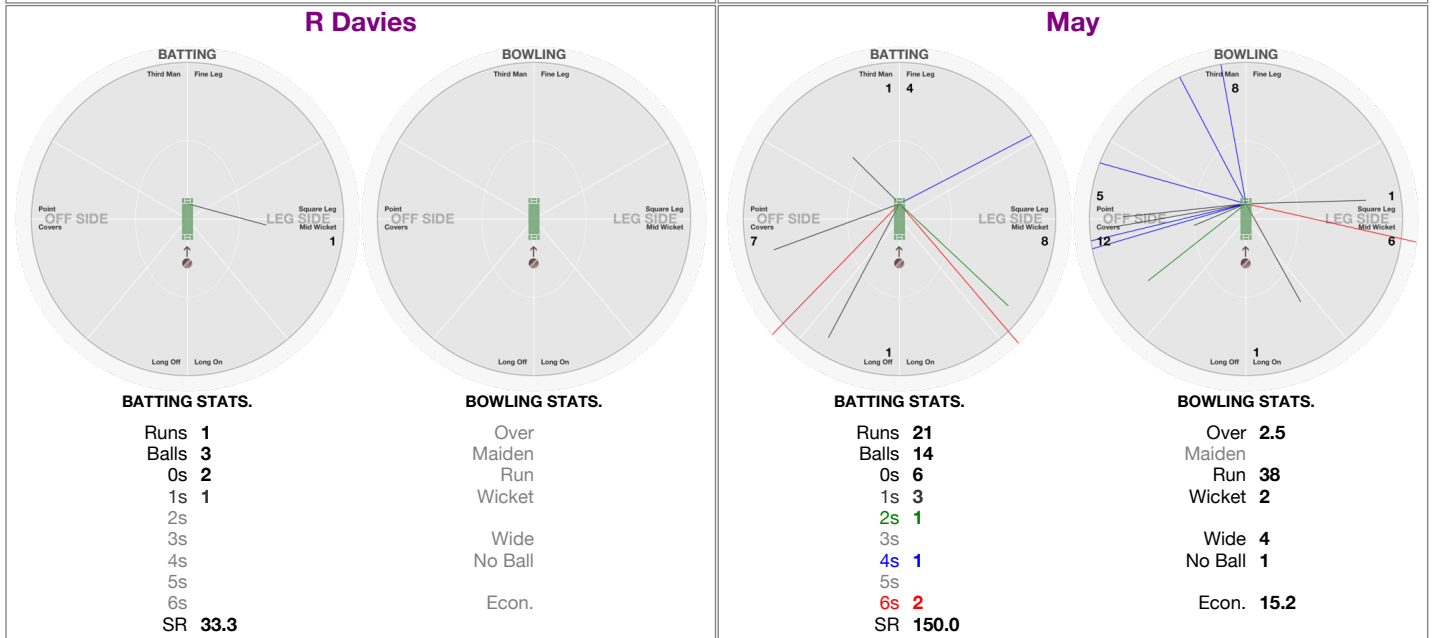 R Davies
BATTING
Third Man Fine Leg
Point
OFF SIDE
Covers
Square Leg
LEG SIDE
Mid Wicket
1
Long Off Long On
BATTING STATS.
Runs 1
Balls 3
0s 2
1s 1
2s
3s
4s
5s
6s
SR 33.3
BOWLING
Third Man Fine Leg
Point
OFF SIDE
Covers
Square Leg
LEG SIDE
Mid Wicket
Long Off Long On
BOWLING STATS.
Over
Maiden
Run
Wicket
Wide
No Ball
Econ.
May
BATTING
Third Man Fine Leg
1 4
Point
OFF SIDE
Covers
7
Square Leg
LEG SIDE
Mid Wicket
8
1
Long Off Long On
BATTING STATS.
Runs 21
Balls 14
0s 6
1s 3
2s 1
3s
4s 1
5s
6s 2
SR 150.0
BOWLING
Third Man Fine Leg
8
5
Point
OFF SIDE
Covers
12
1
Square Leg
LEG SIDE
Mid Wicket
6
1
Long Off Long On
BOWLING STATS.
Over 2.5
Maiden
Run 38
Wicket 2
Wide 4
No Ball 1
Econ. 15.2